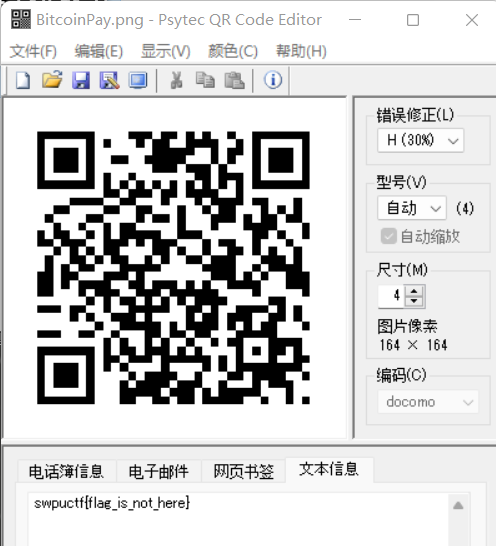 BitcoinPay.png - Psytec QR Code Editor
文件(F) 编辑(E) 显示(V) 颜色(C) 帮助(H)
错误修正(L)
H (30%)
型号(V)
自动 (4)
自动缩放
尺寸(M)
4
图片像素
164 × 164
编码(C)
docomo
电话簿信息 电子邮件 网页书签 文本信息
swpuctf{flag_is_not_here}